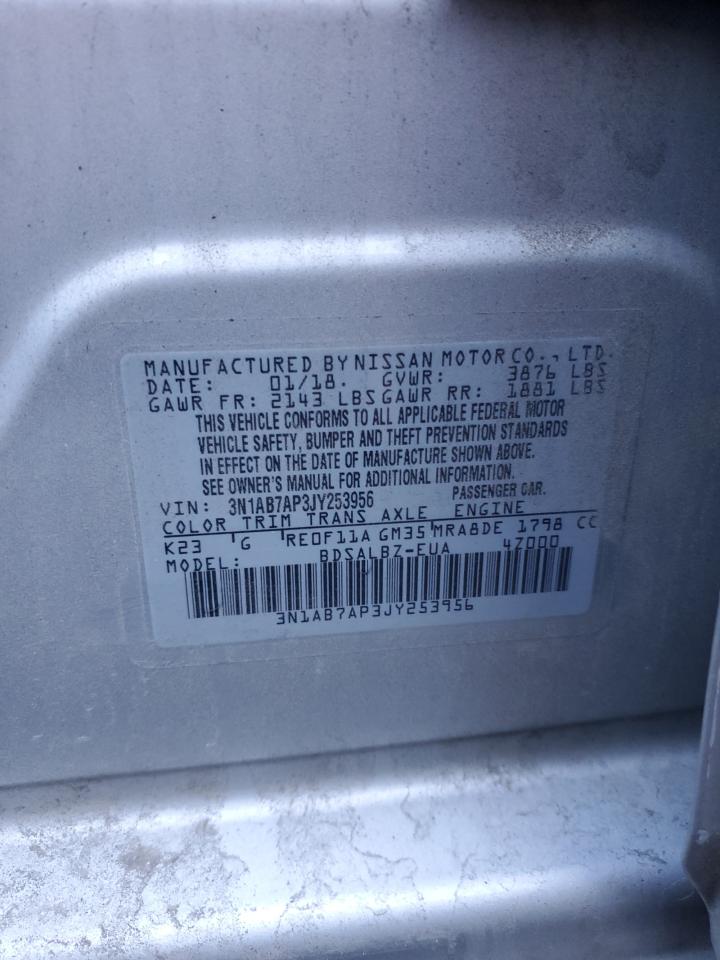 MANUFACTURED BY NISSAN MOTOR CO., LTD.
DATE: 01/18. GVWR: 3876 LBS
GAWR FR: 2143 LBS GAWR RR: 1881 LBS
THIS VEHICLE CONFORMS TO ALL APPLICABLE FEDERAL MOTOR
VEHICLE SAFETY, BUMPER AND THEFT PREVENTION STANDARDS
IN EFFECT ON THE DATE OF MANUFACTURE SHOWN ABOVE.
SEE OWNER'S MANUAL FOR ADDITIONAL INFORMATION.
VIN: 3N1AB7AP3JY253956 PASSENGER CAR.
COLOR TRIM TRANS AXLE ENGINE
K23 G RE0F11A GM35 MRA8DE 1798 CC
MODEL: BDSALBZ-EUA 4Z000
3N1AB7AP3JY253956